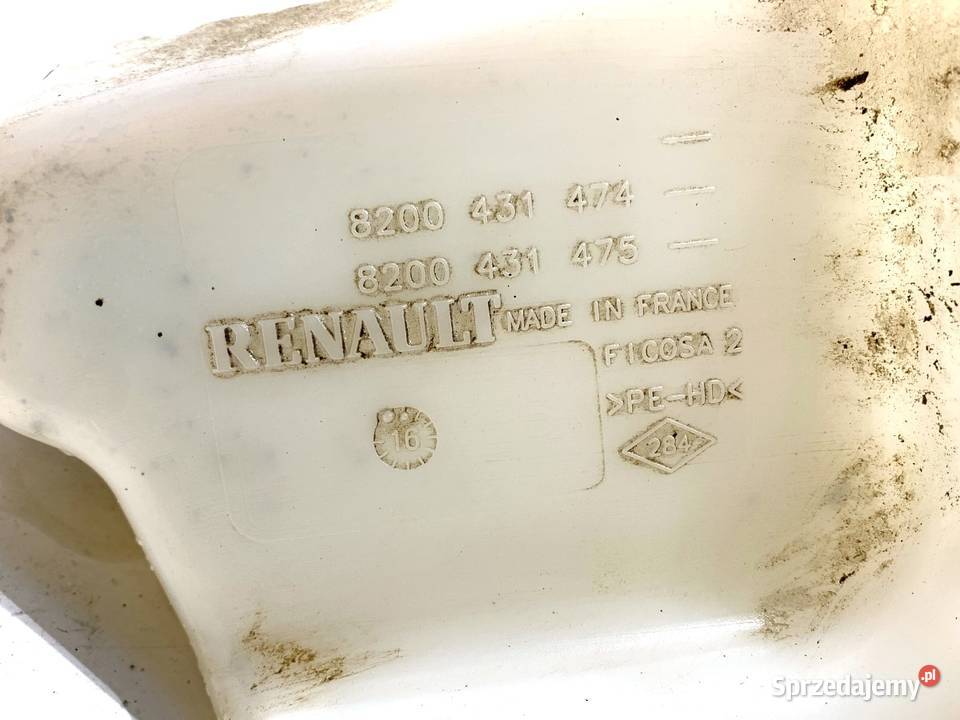 8200 431 474 —
8200 431 475 —
RENAULT MADE IN FRANCE
FICOSA 2
>PE-HD<
16
284
Sprzedajemy .pl